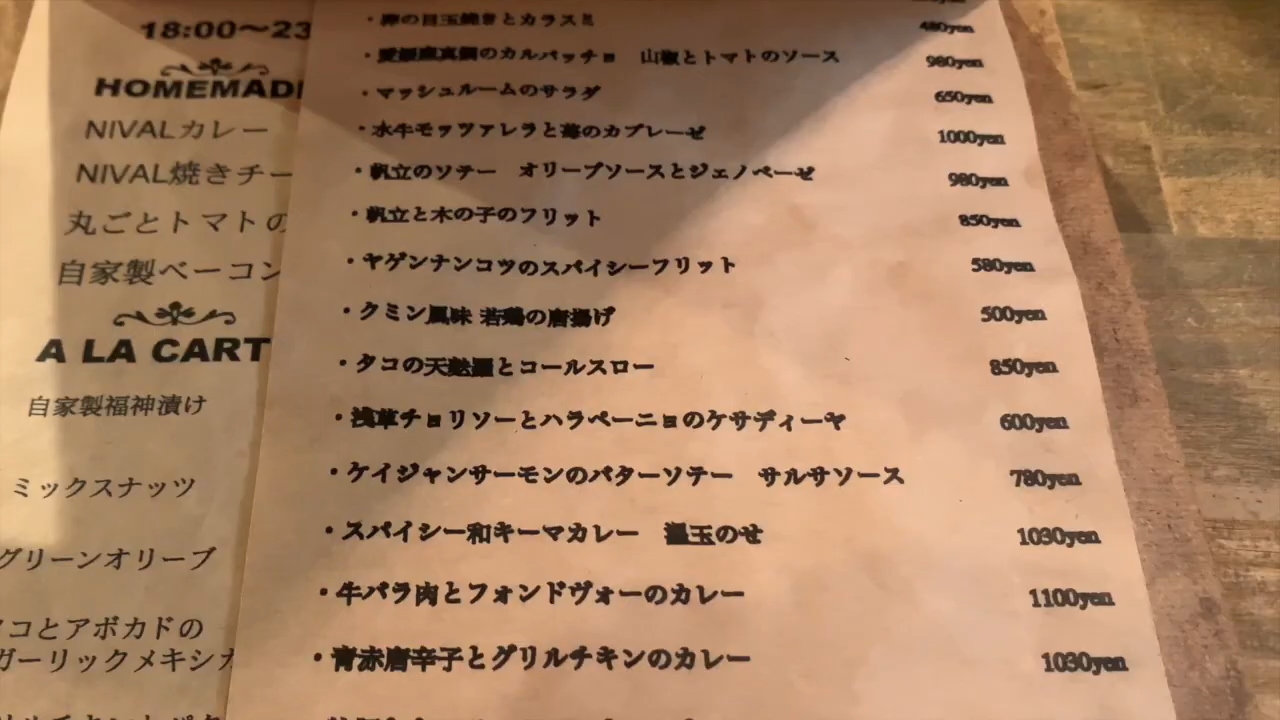 18:00〜23
HOMEMAD
NIVALカレー
NIVAL焼きチー
丸ごとトマトの
自家製ベーコン
A LA CART
自家製福神漬け
ミックスナッツ
グリーンオリーブ
コとアボカドの
ガーリックメキシカ
・卵の目玉焼きとカラスミ 480yen
・愛媛産真鯛のカルパッチョ 山椒とトマトのソース 980yen
・マッシュルームのサラダ 650yen
・水牛モッツァレラと苺のカプレーゼ 1000yen
・帆立のソテー オリーブソースとジェノベーゼ 980yen
・帆立と木の子のフリット 850yen
・ヤゲンナンコツのスパイシーフリット 580yen
・クミン風味 若鶏の唐揚げ 500yen
・タコの天麩羅とコールスロー 850yen
・浅草チョリソーとハラペーニョのケサディーヤ 600yen
・ケイジャンサーモンのバターソテー サルサソース 780yen
・スパイシー和キーマカレー 温玉のせ 1030yen
・牛バラ肉とフォンドヴォーのカレー 1100yen
・青赤唐辛子とグリルチキンのカレー 1030yen